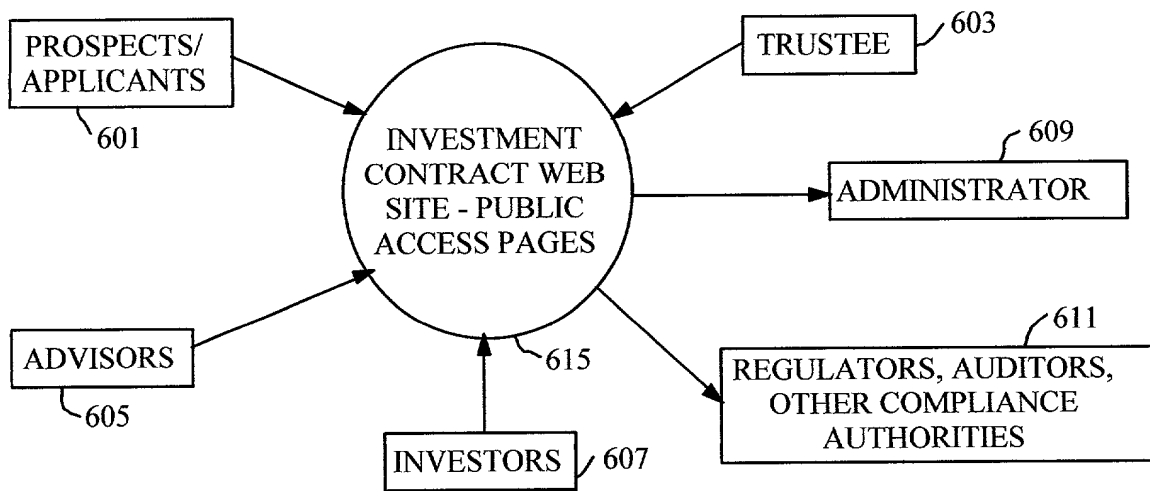 PROSPECTS/
APPLICANTS
601
TRUSTEE
603
INVESTMENT
CONTRACT WEB
SITE - PUBLIC
ACCESS PAGES
615
609
ADMINISTRATOR
ADVISORS
605
INVESTORS
607
611
REGULATORS, AUDITORS,
OTHER COMPLIANCE
AUTHORITIES